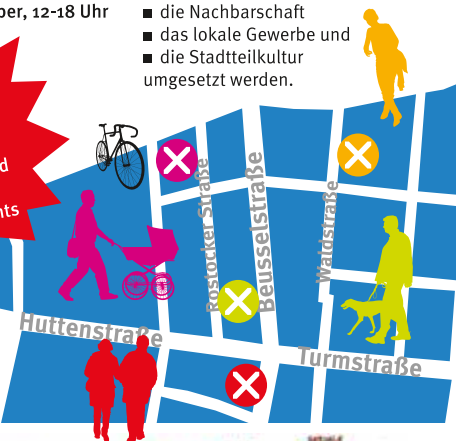 ber, 12-18 Uhr
■ die Nachbarschaft
■ das lokale Gewerbe und
■ die Stadtteilkultur
umgesetzt werden.
d
nts
Rostocker Straße
Beusselstraße
Waldstraße
Huttenstraße
Turmstraße